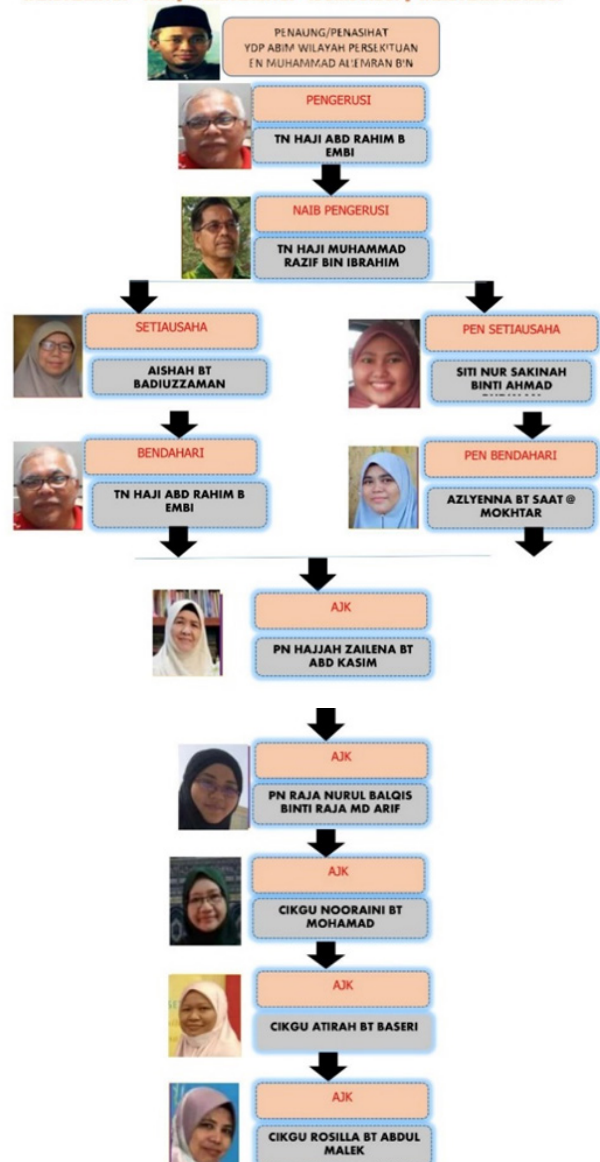 PENAUNG/PENASIHAT
YDP ABIM WILAYAH PERSEKUTUAN
EN MUHAMMAD AL'EMRAN BIN
PENGERUSI
TN HAJI ABD RAHIM B
EMBI
NAIB PENGERUSI
TN HAJI MUHAMMAD
RAZIF BIN IBRAHIM
SETIAUSAHA
AISHAH BT
BADIUZZAMAN
PEN SETIAUSAHA
SITI NUR SAKINAH
BINTI AHMAD
BENDAHARI
TN HAJI ABD RAHIM B
EMBI
PEN BENDAHARI
AZLYENNA BT SAAT @
MOKHTAR
AJK
PN HAJJAH ZAILENA BT
ABD KASIM
AJK
PN RAJA NURUL BALQIS
BINTI RAJA MD ARIF
AJK
CIKGU NOORAINI BT
MOHAMAD
AJK
CIKGU ATIRAH BT BASERI
AJK
CIKGU ROSILLA BT ABDUL
MALEK